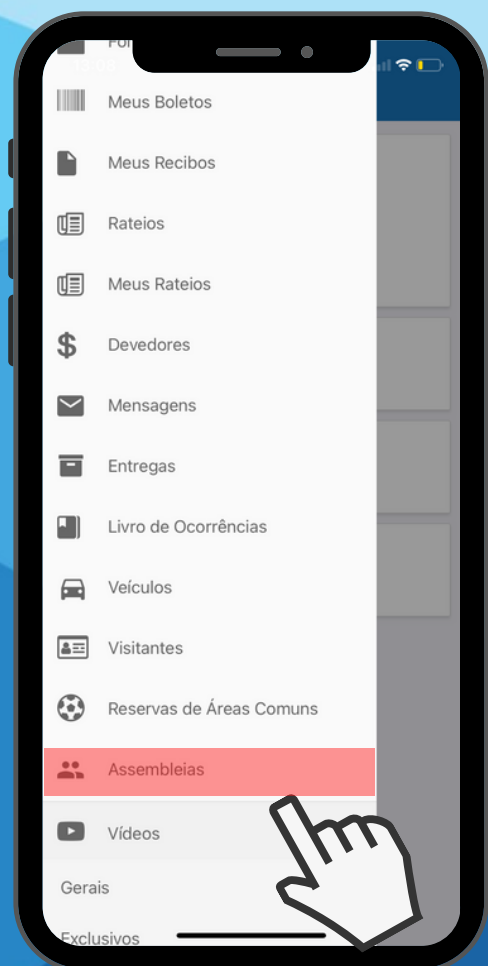 Meus Boletos
Meus Recibos
Rateios
Meus Rateios
Devedores
Mensagens
Entregas
Livro de Ocorrências
Veículos
Visitantes
Reservas de Áreas Comuns
Assembleias
Vídeos
Gerais
Exclusivos